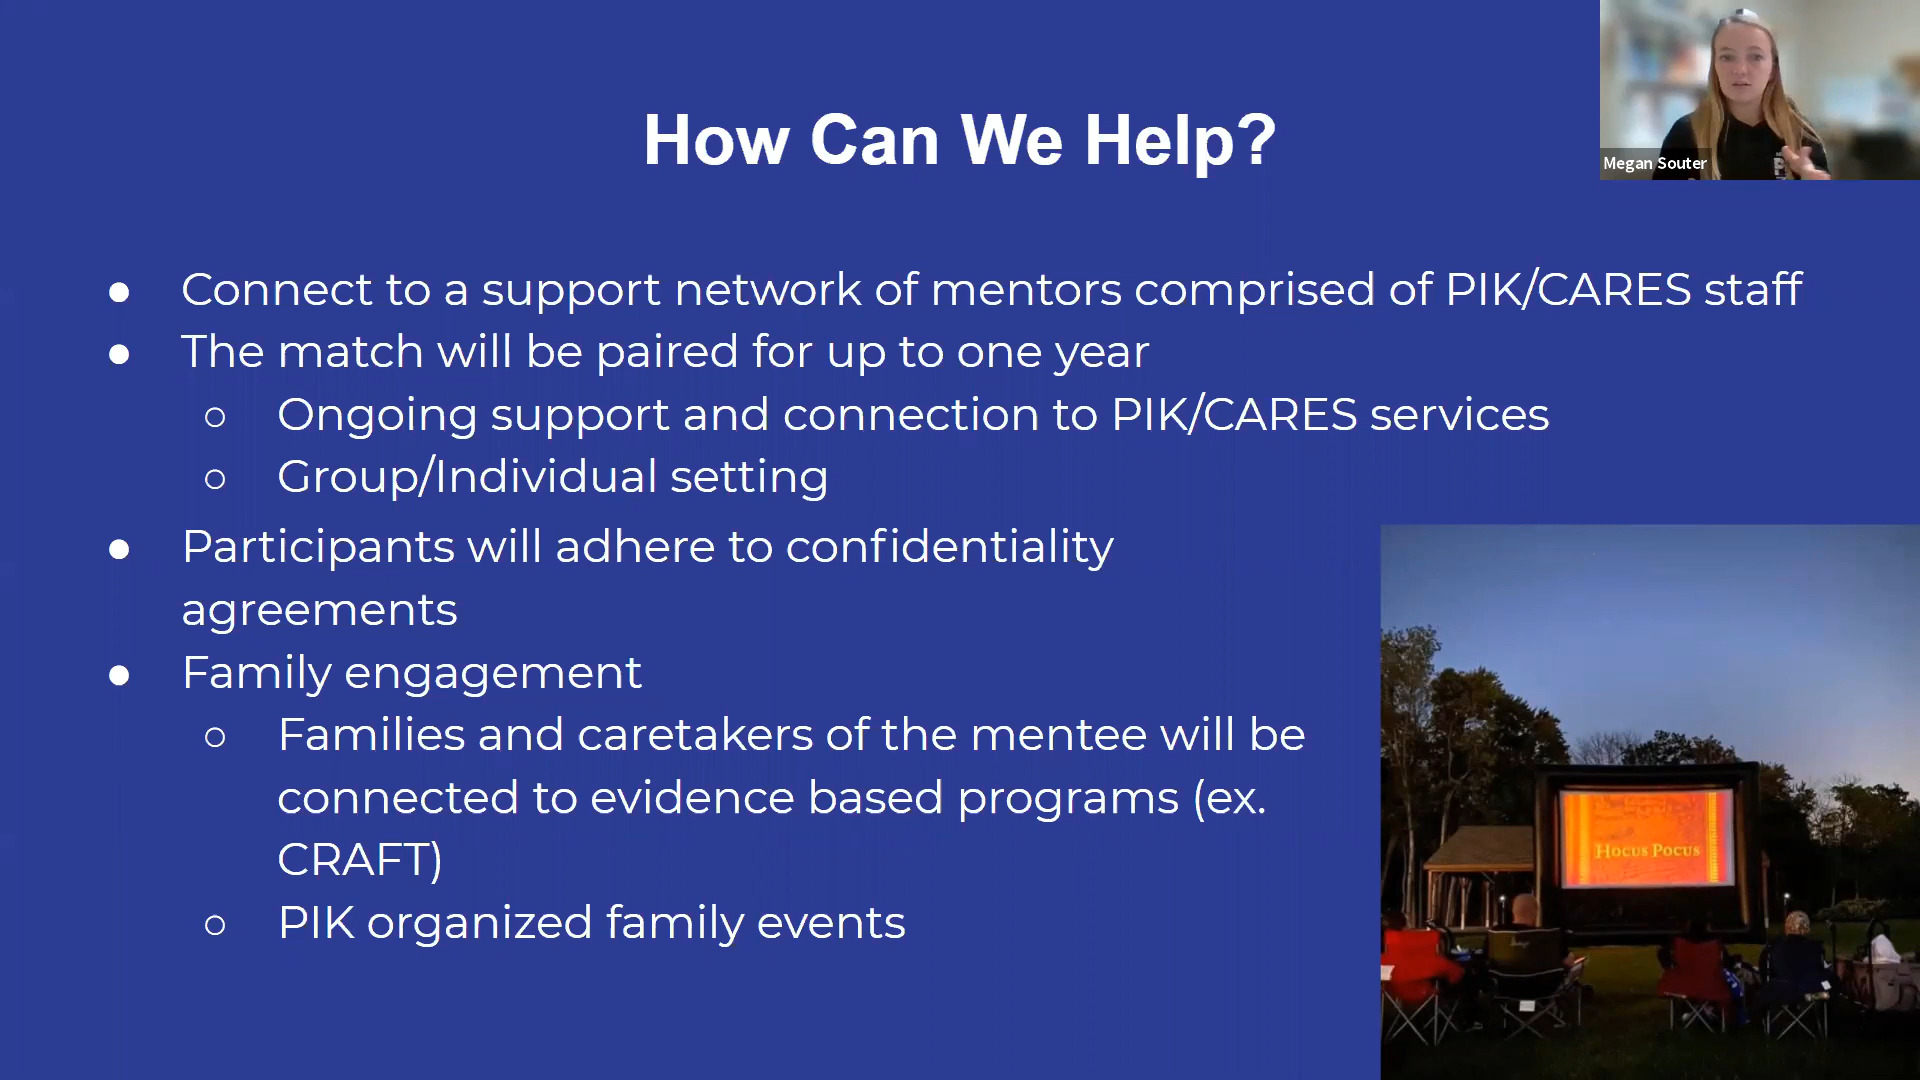 How Can We Help?
Megan Souter
● Connect to a support network of mentors comprised of PIK/CARES staff
● The match will be paired for up to one year
○ Ongoing support and connection to PIK/CARES services
○ Group/Individual setting
● Participants will adhere to confidentiality
agreements
● Family engagement
○ Families and caretakers of the mentee will be
connected to evidence based programs (ex.
CRAFT)
○ PIK organized family events
Hocus Pocus